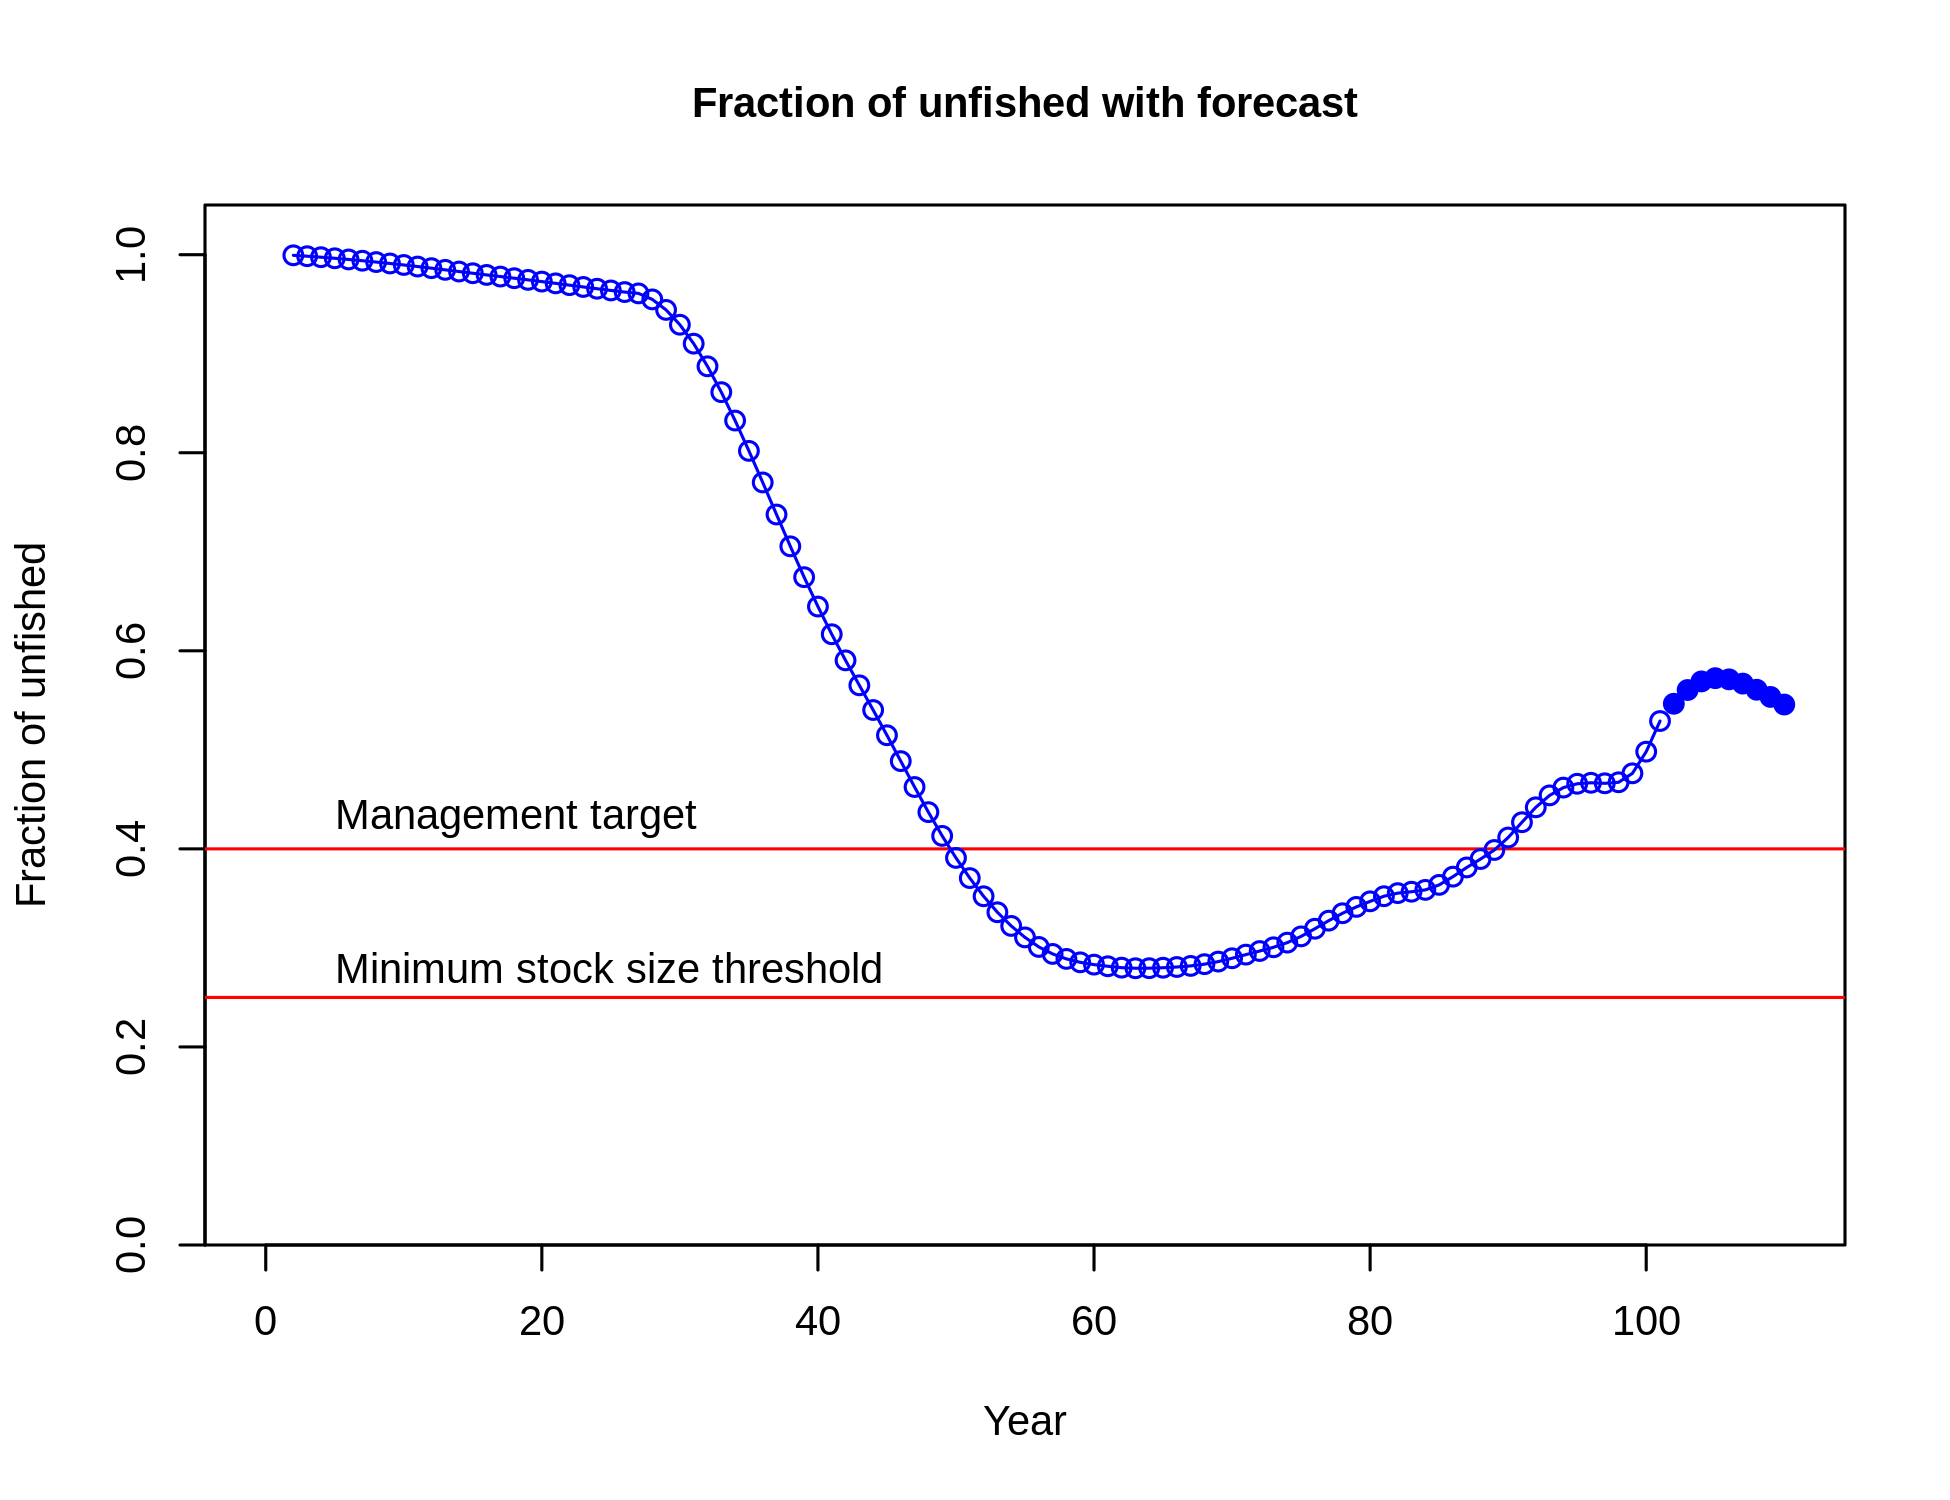 Fraction of unfished with forecast
Fraction of unfished
1.0
0.8
0.6
0.4
0.2
0.0
Management target
Minimum stock size threshold
0
20
40
60
80
100
Year